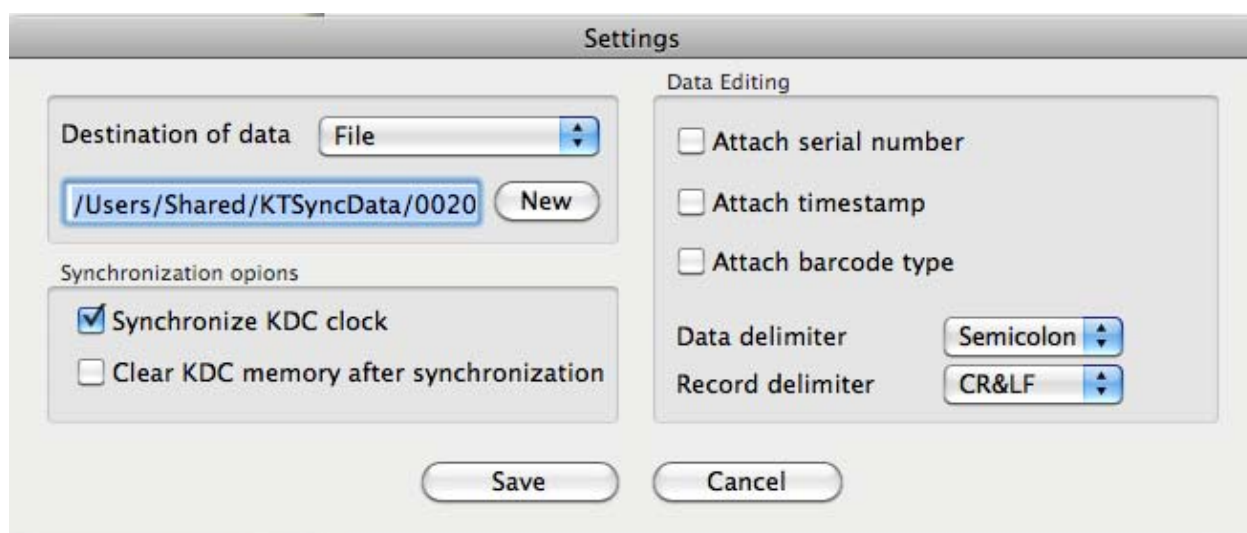 Settings
Destination of data File
/Users/Shared/KTSyncData/0020 New
Synchronization opions
Synchronize KDC clock
Clear KDC memory after synchronization
Data Editing
Attach serial number
Attach timestamp
Attach barcode type
Data delimiter Semicolon
Record delimiter CR&LF
Save Cancel